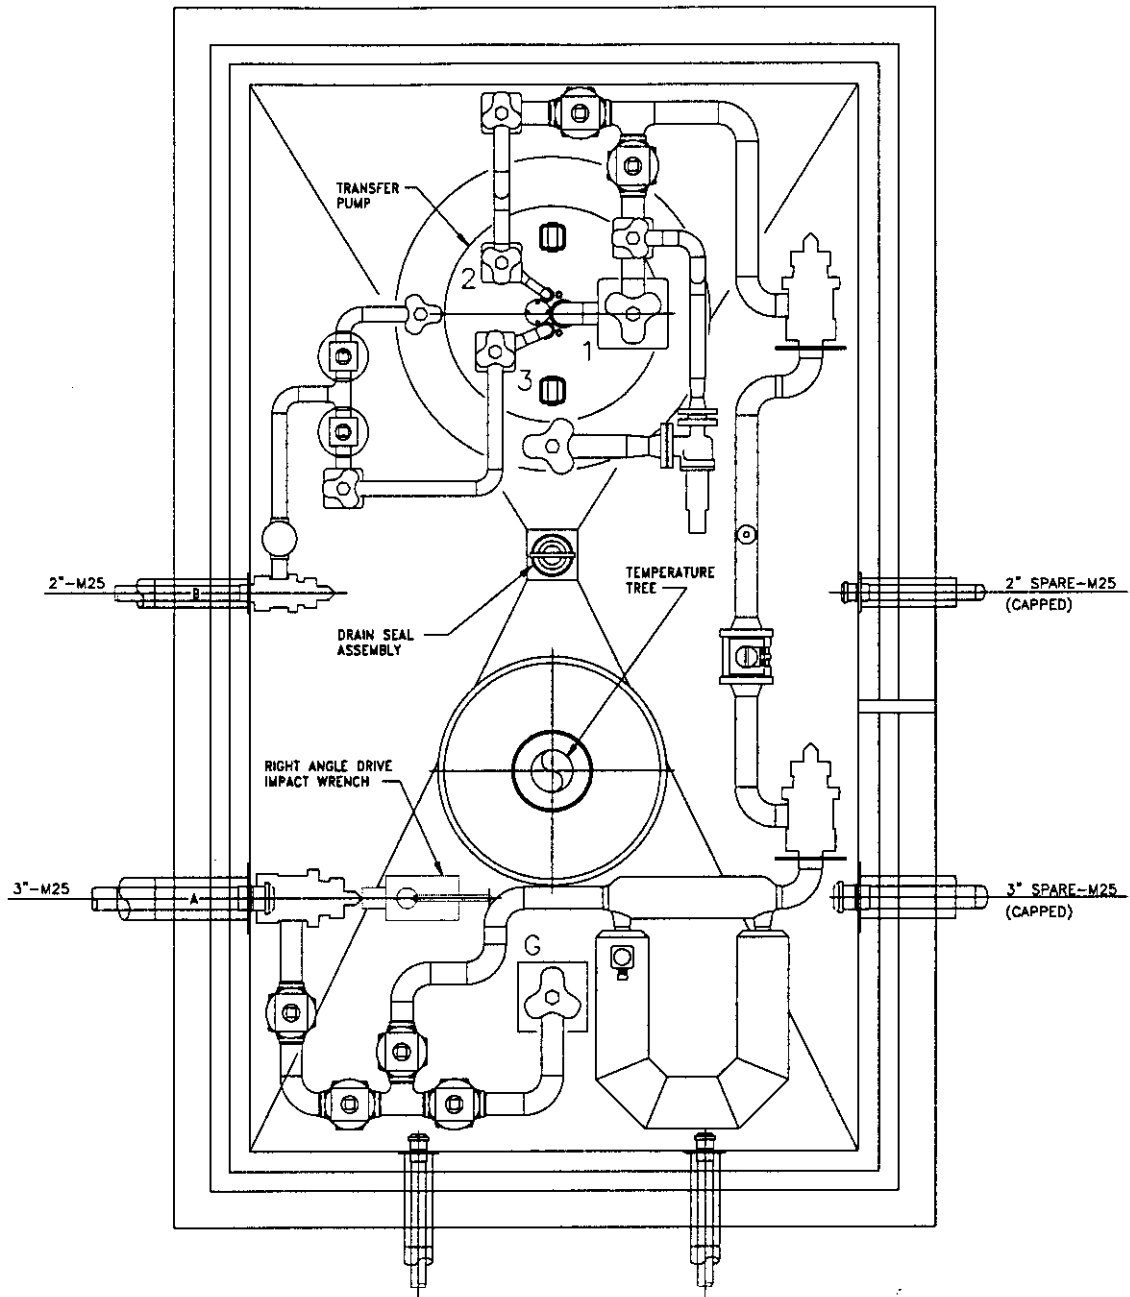 TRANSFER
PUMP
2
1
3
2"-M25
B
TEMPERATURE
TREE
2" SPARE-M25
(CAPPED)
DRAIN SEAL
ASSEMBLY
RIGHT ANGLE DRIVE
IMPACT WRENCH
3"-M25
A
3" SPARE-M25
(CAPPED)
G